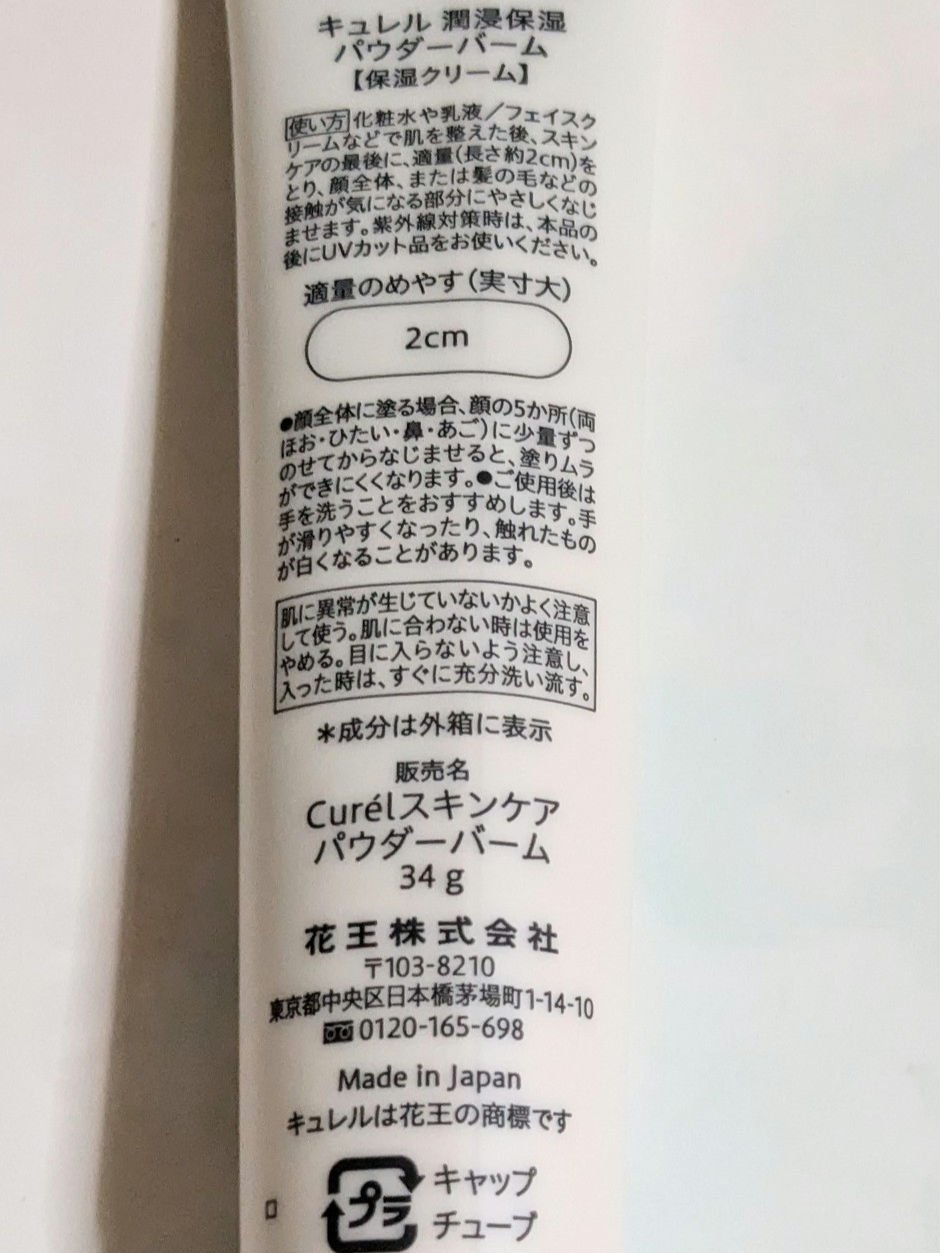 キュレル 潤浸保湿
パウダーバーム
【保湿クリーム】
使い方 化粧水や乳液／フェイスク
リームなどで肌を整えた後、スキン
ケアの最後に、適量(長さ約2cm)を
とり、顔全体、または髪の毛などの
接触が気になる部分にやさしくなじ
ませます。紫外線対策時は、本品の
後にUVカット品をお使いください。
適量のめやす(実寸大)
2cm
●顔全体に塗る場合、顔の5か所(両
ほお・ひたい・鼻・あご)に少量ずつ
のせてからなじませると、塗りムラ
ができにくくなります。●ご使用後は
手を洗うことをおすすめします。手
が滑りやすくなったり、触れたもの
が白くなることがあります。
肌に異常が生じていないかよく注意
して使う。肌に合わない時は使用を
やめる。目に入らないよう注意し、
入った時は、すぐに充分洗い流す。
＊成分は外箱に表示
販売名
Curélスキンケア
パウダーバーム
34 g
花王株式会社
〒103-8210
東京都中央区日本橋茅場町1-14-10
0120-165-698
Made in Japan
キュレルは花王の商標です
プラ キャップ
チューブ